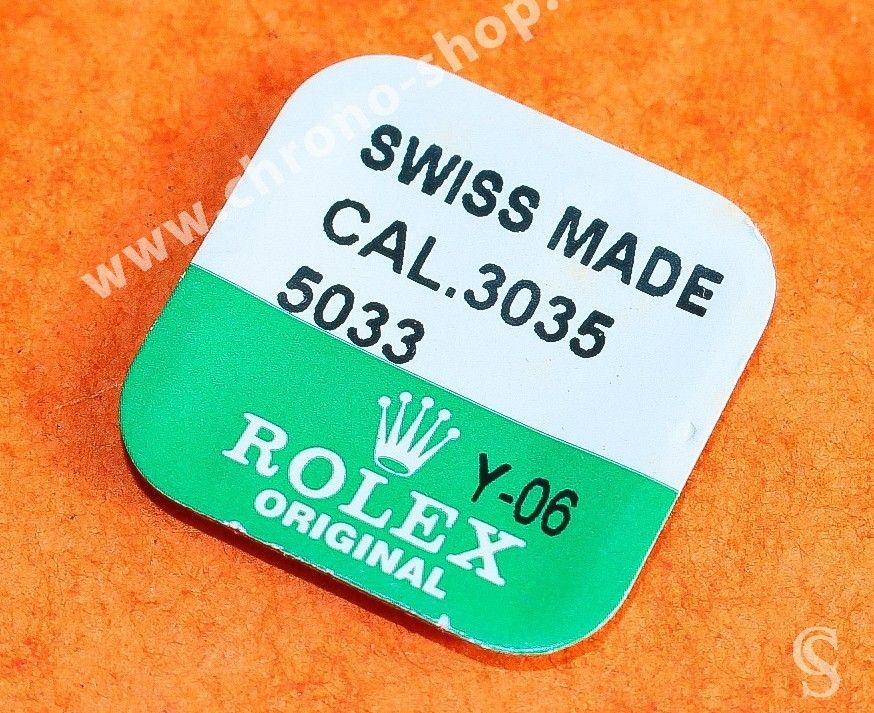 www.chrono-shop.
SWISS MADE
CAL.3035
5033
Y-06
ROLEX
ORIGINAL